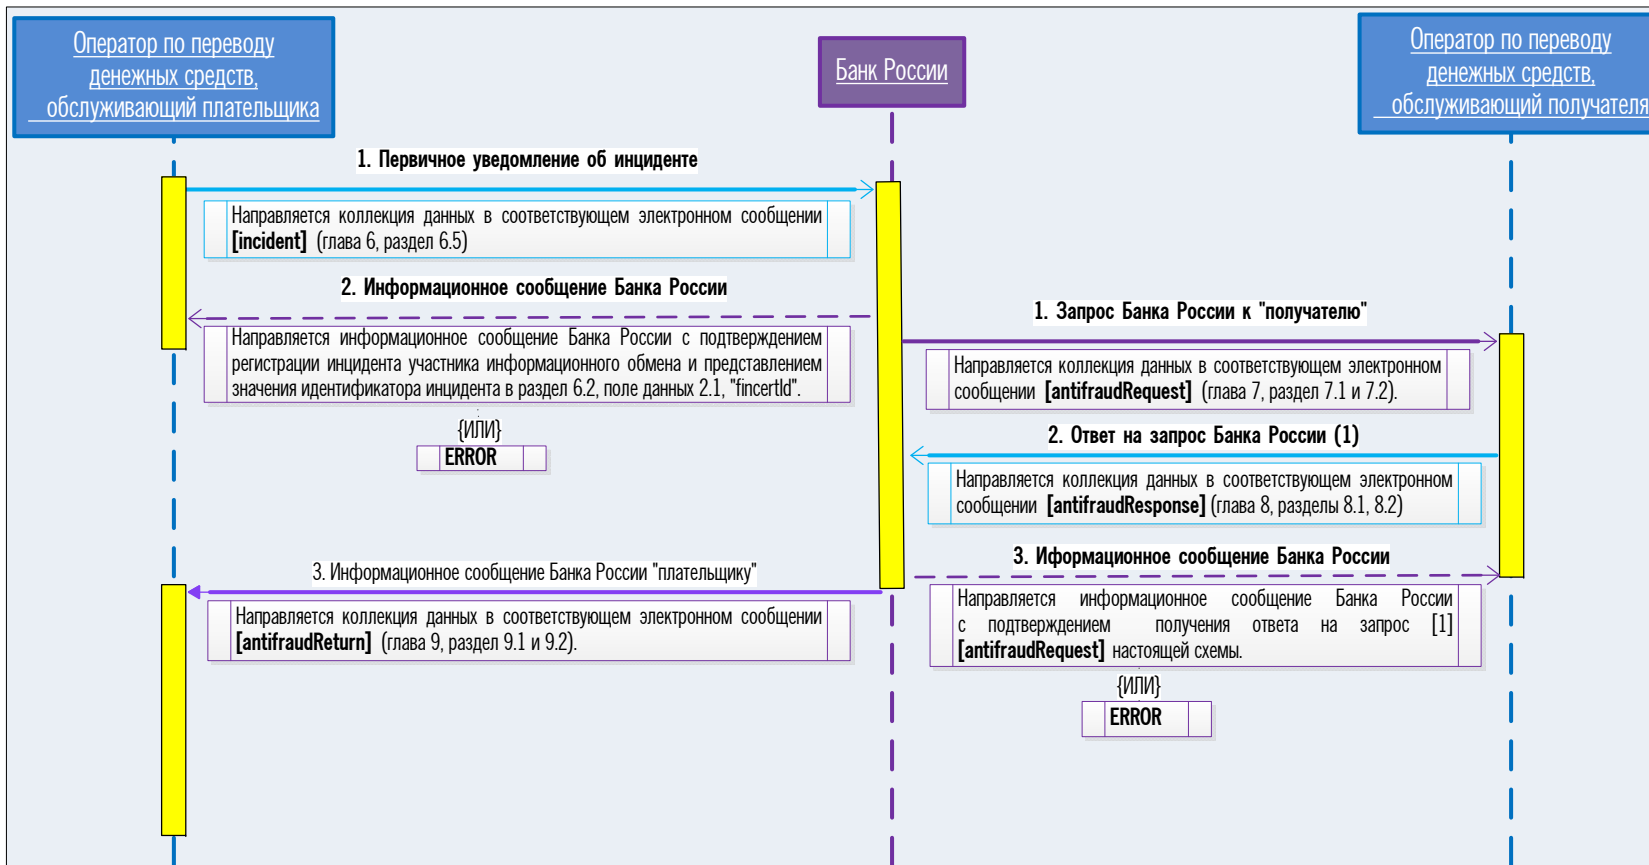 Оператор по переводу
денежных средств,
обслуживающий плательщика
Банк России
Оператор по переводу
денежных средств,
обслуживающий получателя
1. Первичное уведомление об инциденте
Направляется коллекция данных в соответствующем электронном сообщении
[incident] (глава 6, раздел 6.5)
2. Информационное сообщение Банка России
Направляется информационное сообщение Банка России с подтверждением
регистрации инцидента участника информационного обмена и представлением
значения идентификатора инцидента в раздел 6.2, поле данных 2.1, "fincertId".
{ИЛИ}
ERROR
1. Запрос Банка России к "получателю"
Направляется коллекция данных в соответствующем электронном
сообщении [antifraudRequest] (глава 7, раздел 7.1 и 7.2).
2. Ответ на запрос Банка России (1)
Направляется коллекция данных в соответствующем электронном
сообщении [antifraudResponse] (глава 8, разделы 8.1, 8.2)
3. Информационное сообщение Банка России "плательщику"
Направляется коллекция данных в соответствующем электронном сообщении
[antifraudReturn] (глава 9, раздел 9.1 и 9.2).
3. Иформационное сообщение Банка России
Направляется информационное сообщение Банка России
с подтверждением получения ответа на запрос [1]
[antifraudRequest] настоящей схемы.
{ИЛИ}
ERROR